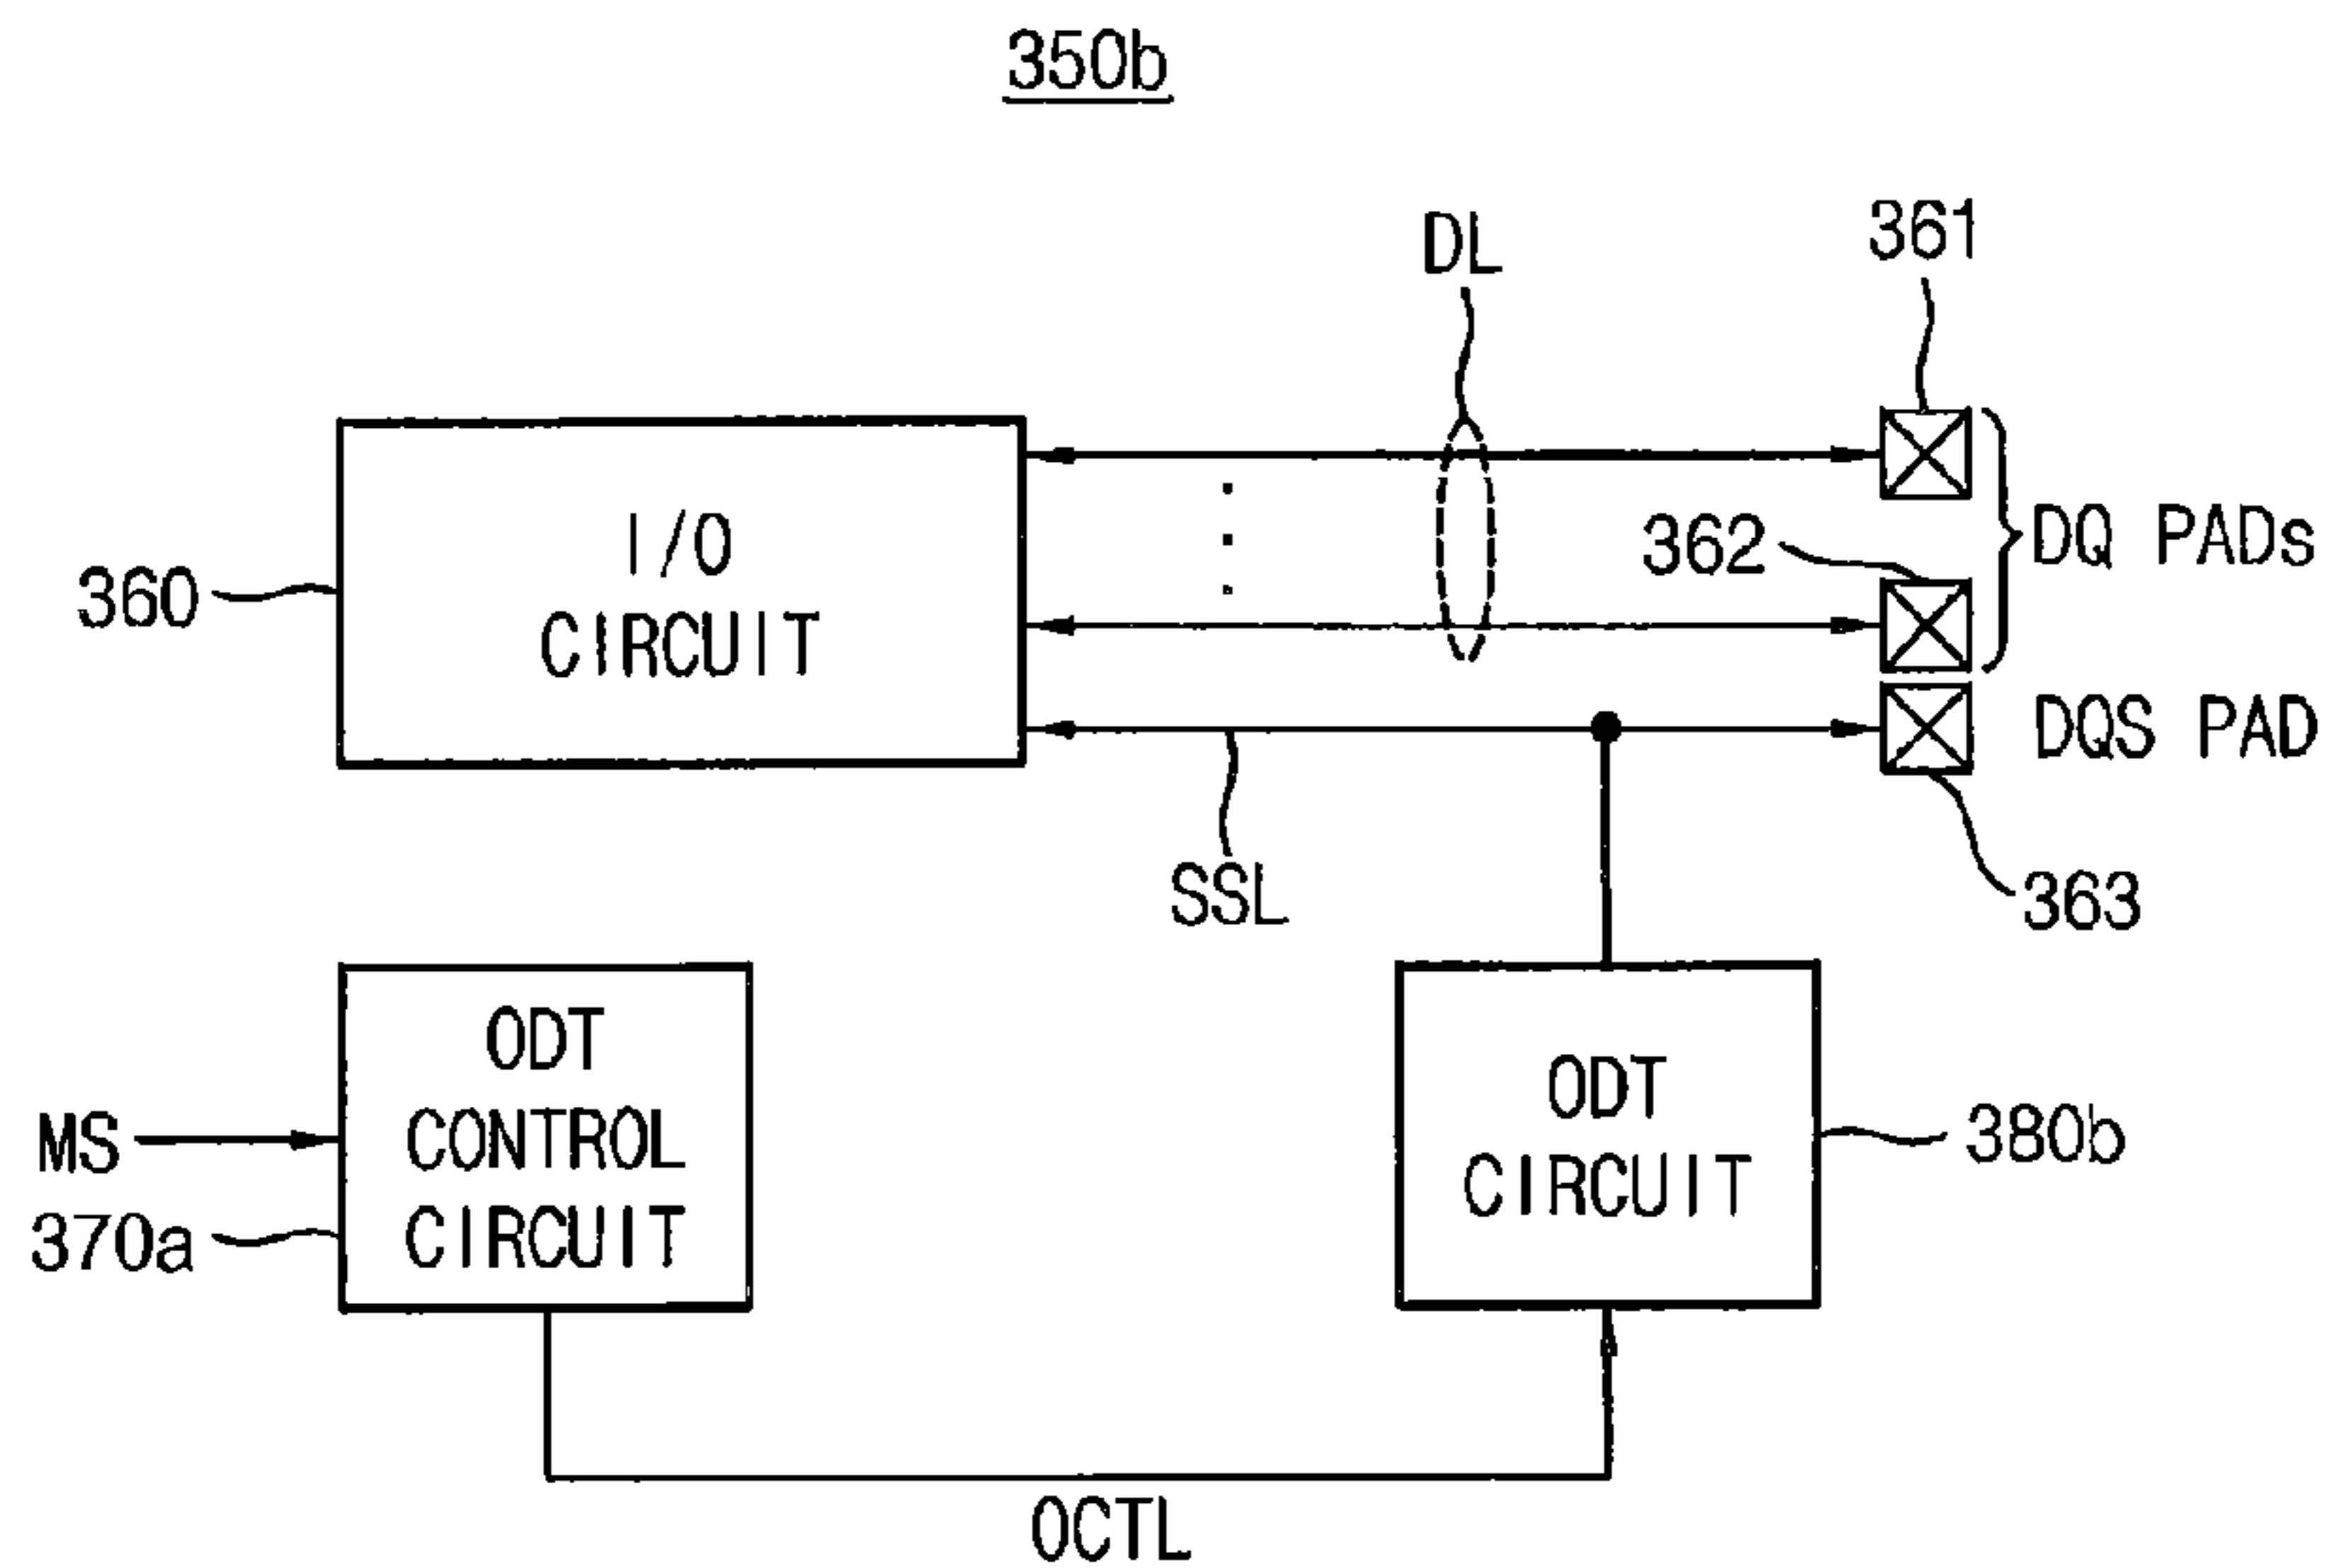 350b
DL
361
I/O
CIRCUIT
360
362
DQ PADs
DQS PAD
SSL
363
ODT
CONTROL
CIRCUIT
MS
370a
ODT
CIRCUIT
380b
OCTL